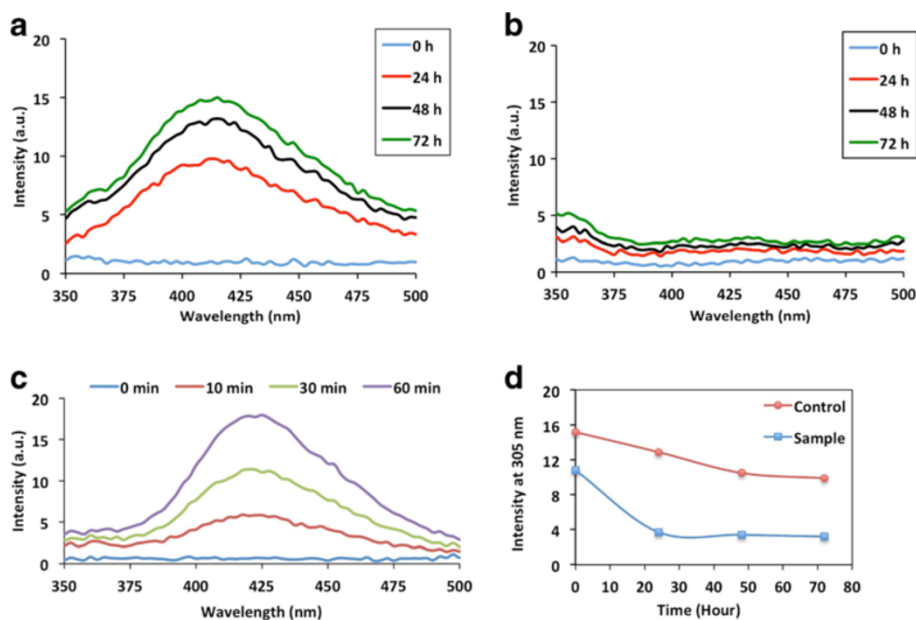 a
20
15
10
5
0
350 375 400 425 450 475 500
Intensity (a.u.)
Wavelength (nm)
0 h
24 h
48 h
72 h
b
20
15
10
5
0
350 375 400 425 450 475 500
Intensity (a.u.)
Wavelength (nm)
0 h
24 h
48 h
72 h
c
0 min 10 min 30 min 60 min
20
15
10
5
0
350 375 400 425 450 475 500
Intensity (a.u.)
Wavelength (nm)
d
20
16
12
8
4
0
0 10 20 30 40 50 60 70 80
Intensity at 305 nm
Time (Hour)
Control
Sample